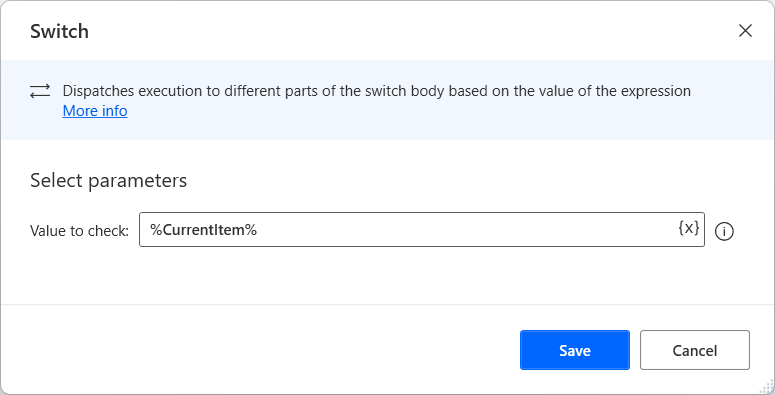 Switch
Dispatches execution to different parts of the switch body based on the value of the expression
More info
Select parameters
Value to check: %CurrentItem% {x}
Save Cancel